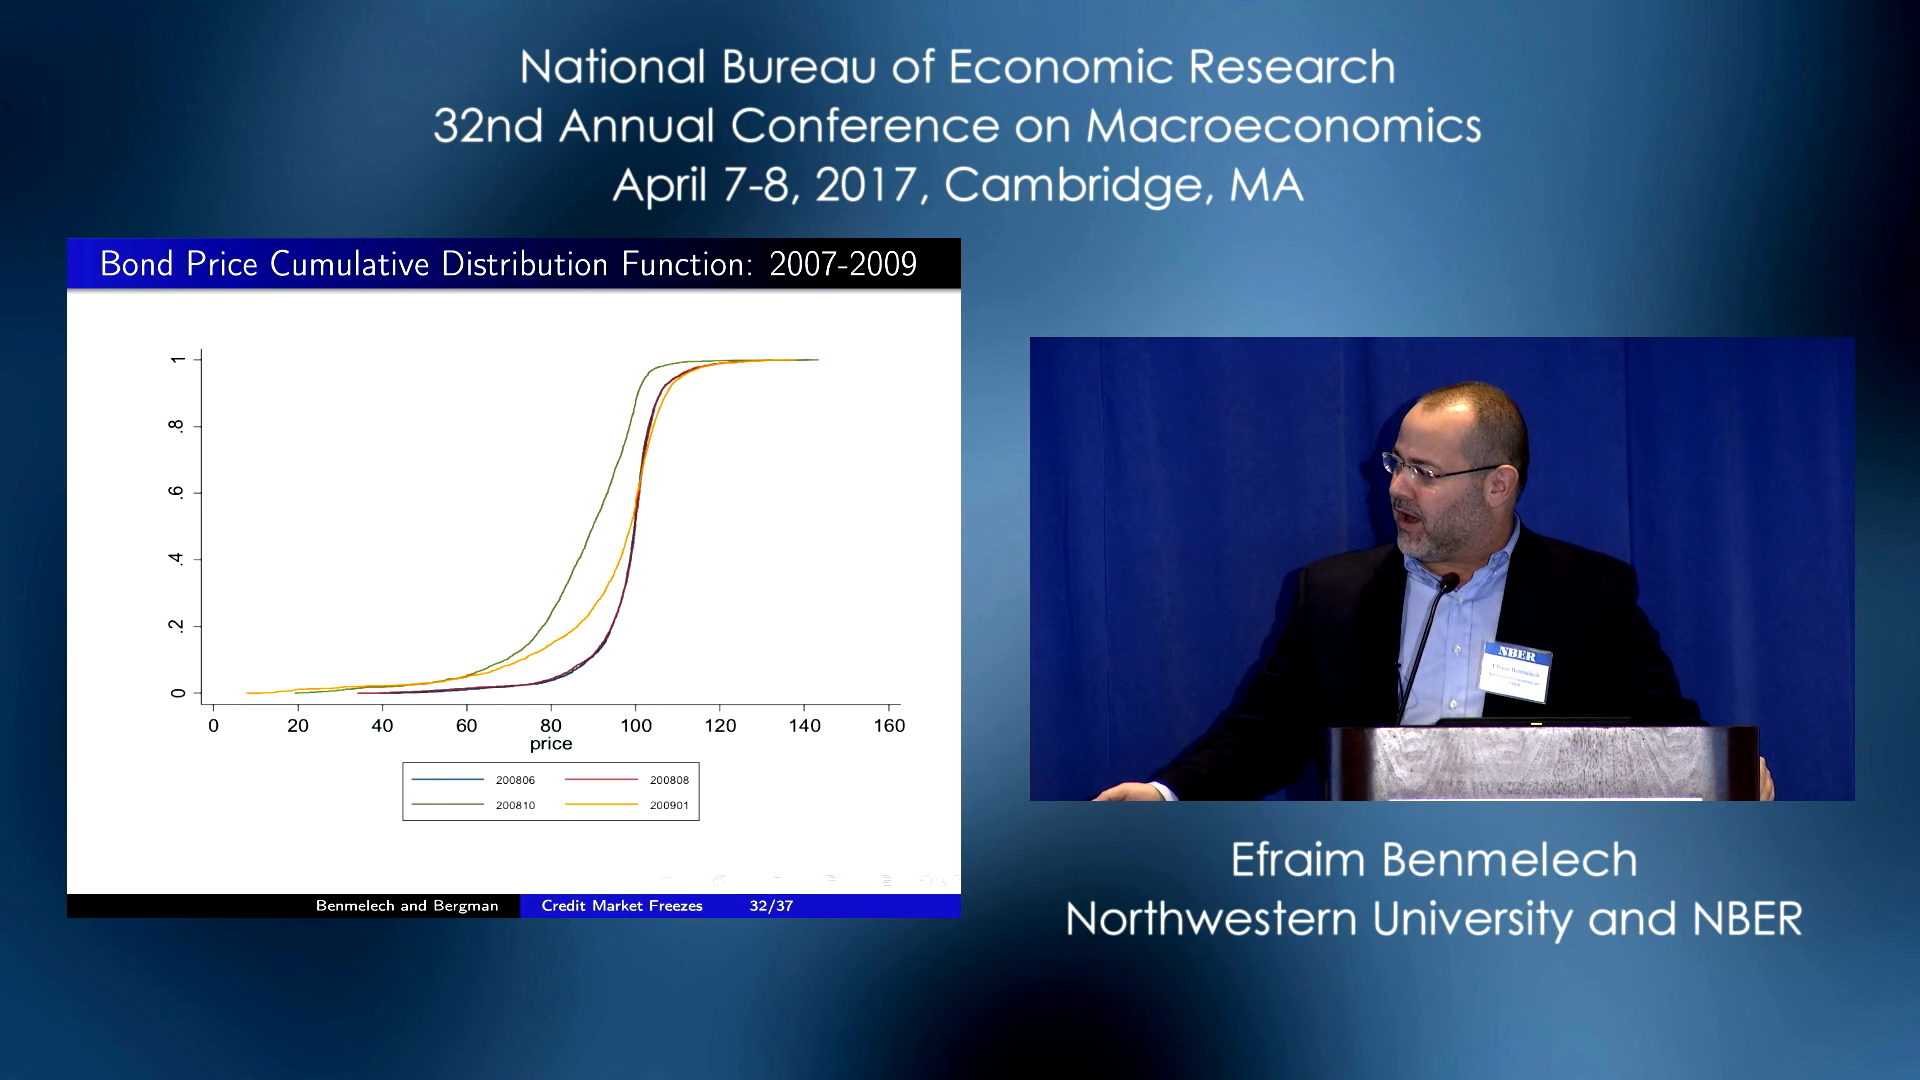 National Bureau of Economic Research
32nd Annual Conference on Macroeconomics
April 7-8, 2017, Cambridge, MA
Bond Price Cumulative Distribution Function: 2007-2009
1
.8
.6
.4
.2
0
0 20 40 60 80 100 120 140 160
price
200806 200808
200810 200901
Benmelech and Bergman Credit Market Freezes 32/37
NBER
Efraim Benmelech
Efraim Benmelech
Northwestern University and NBER